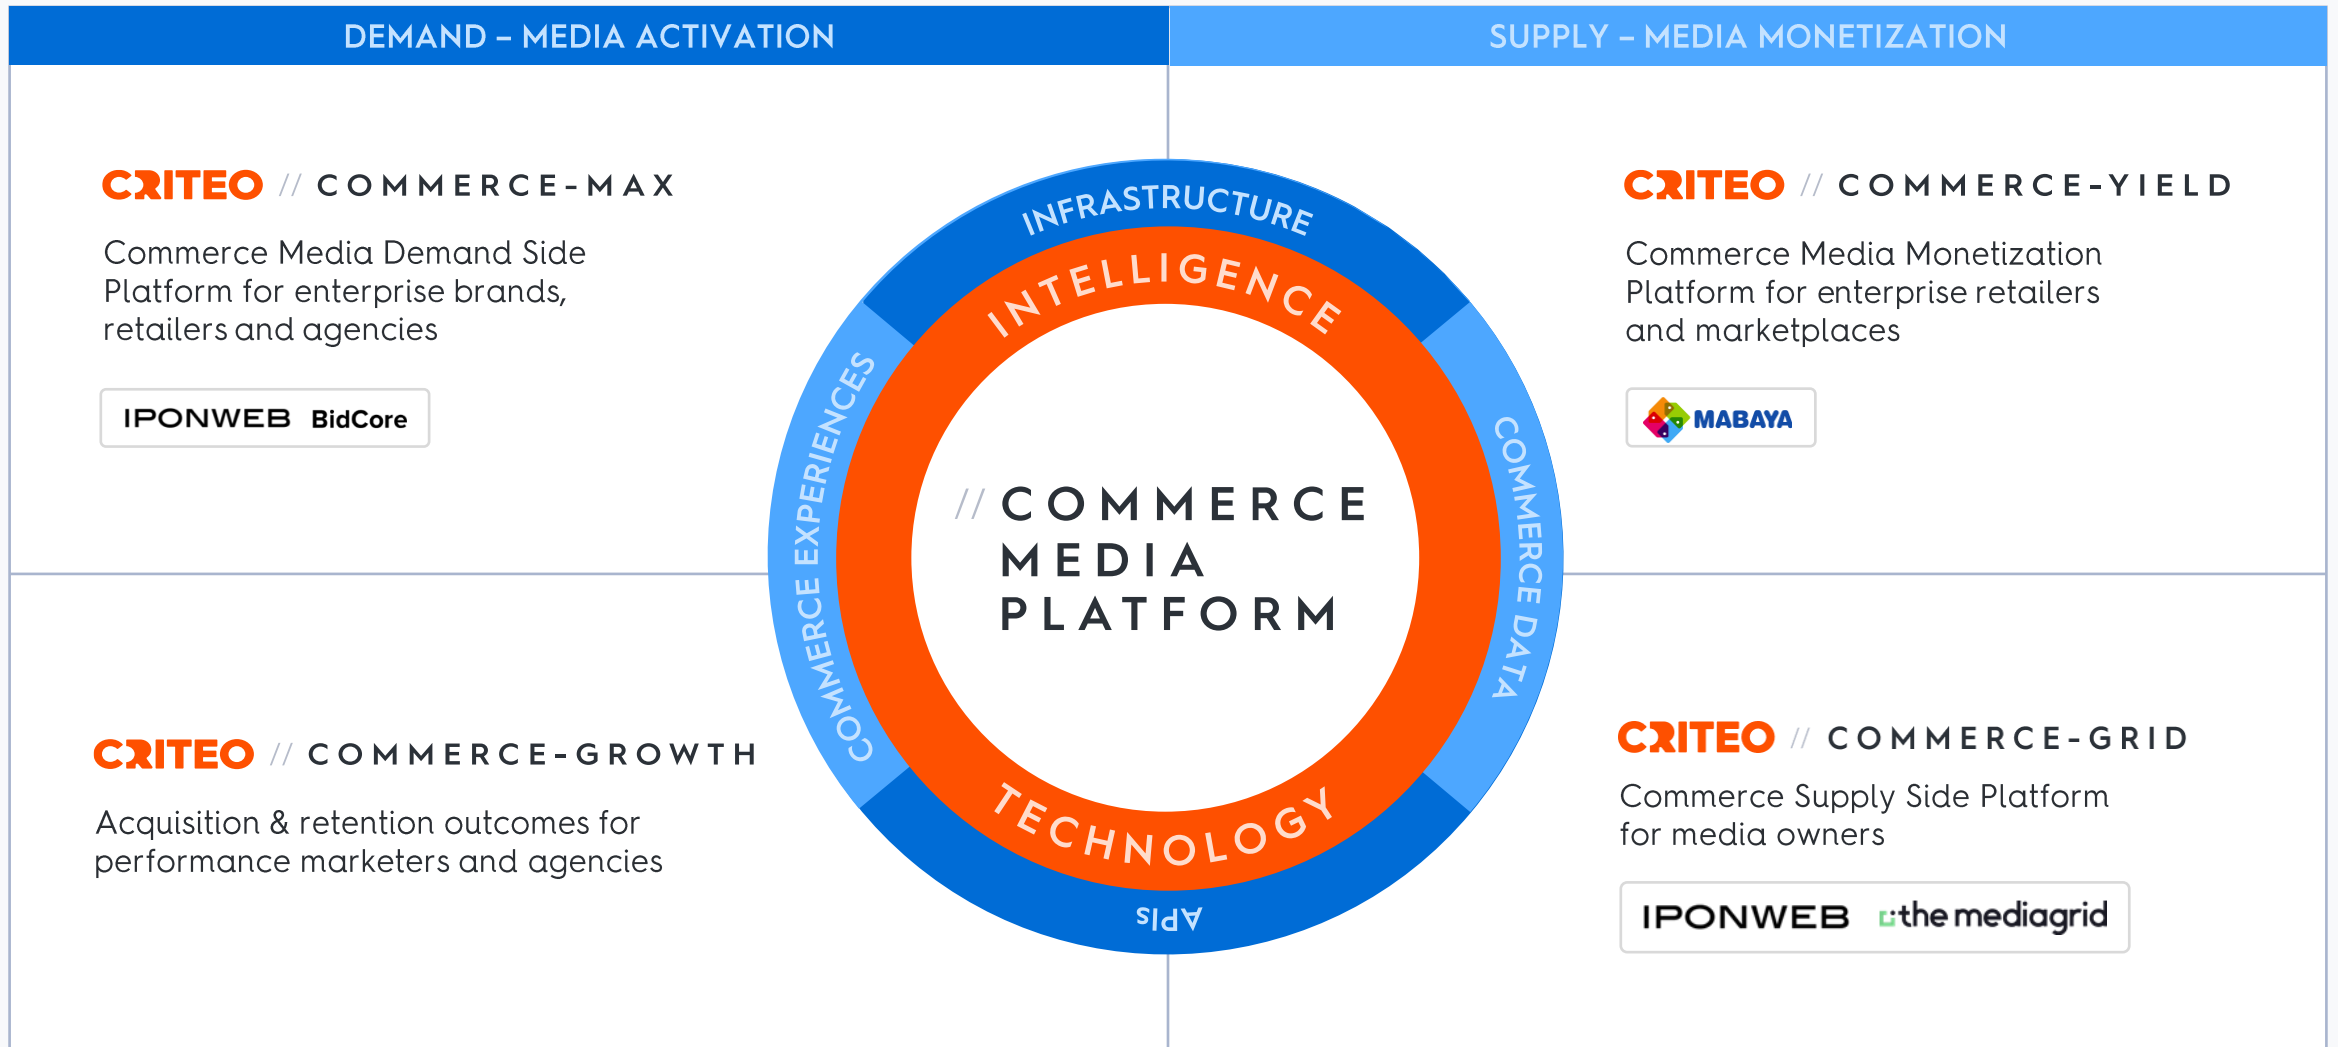 DEMAND – MEDIA ACTIVATION
SUPPLY – MEDIA MONETIZATION
CRITEO // COMMERCE-MAX
Commerce Media Demand Side
Platform for enterprise brands,
retailers and agencies
IPONWEB BidCore
CRITEO // COMMERCE-YIELD
Commerce Media Monetization
Platform for enterprise retailers
and marketplaces
MABAYA
INFRASTRUCTURE
INTELLIGENCE
COMMERCE EXPERIENCES
// COMMERCE
MEDIA
PLATFORM
COMMERCE DATA
TECHNOLOGY
APIs
CRITEO // COMMERCE-GROWTH
Acquisition & retention outcomes for
performance marketers and agencies
CRITEO // COMMERCE-GRID
Commerce Supply Side Platform
for media owners
IPONWEB the mediagrid